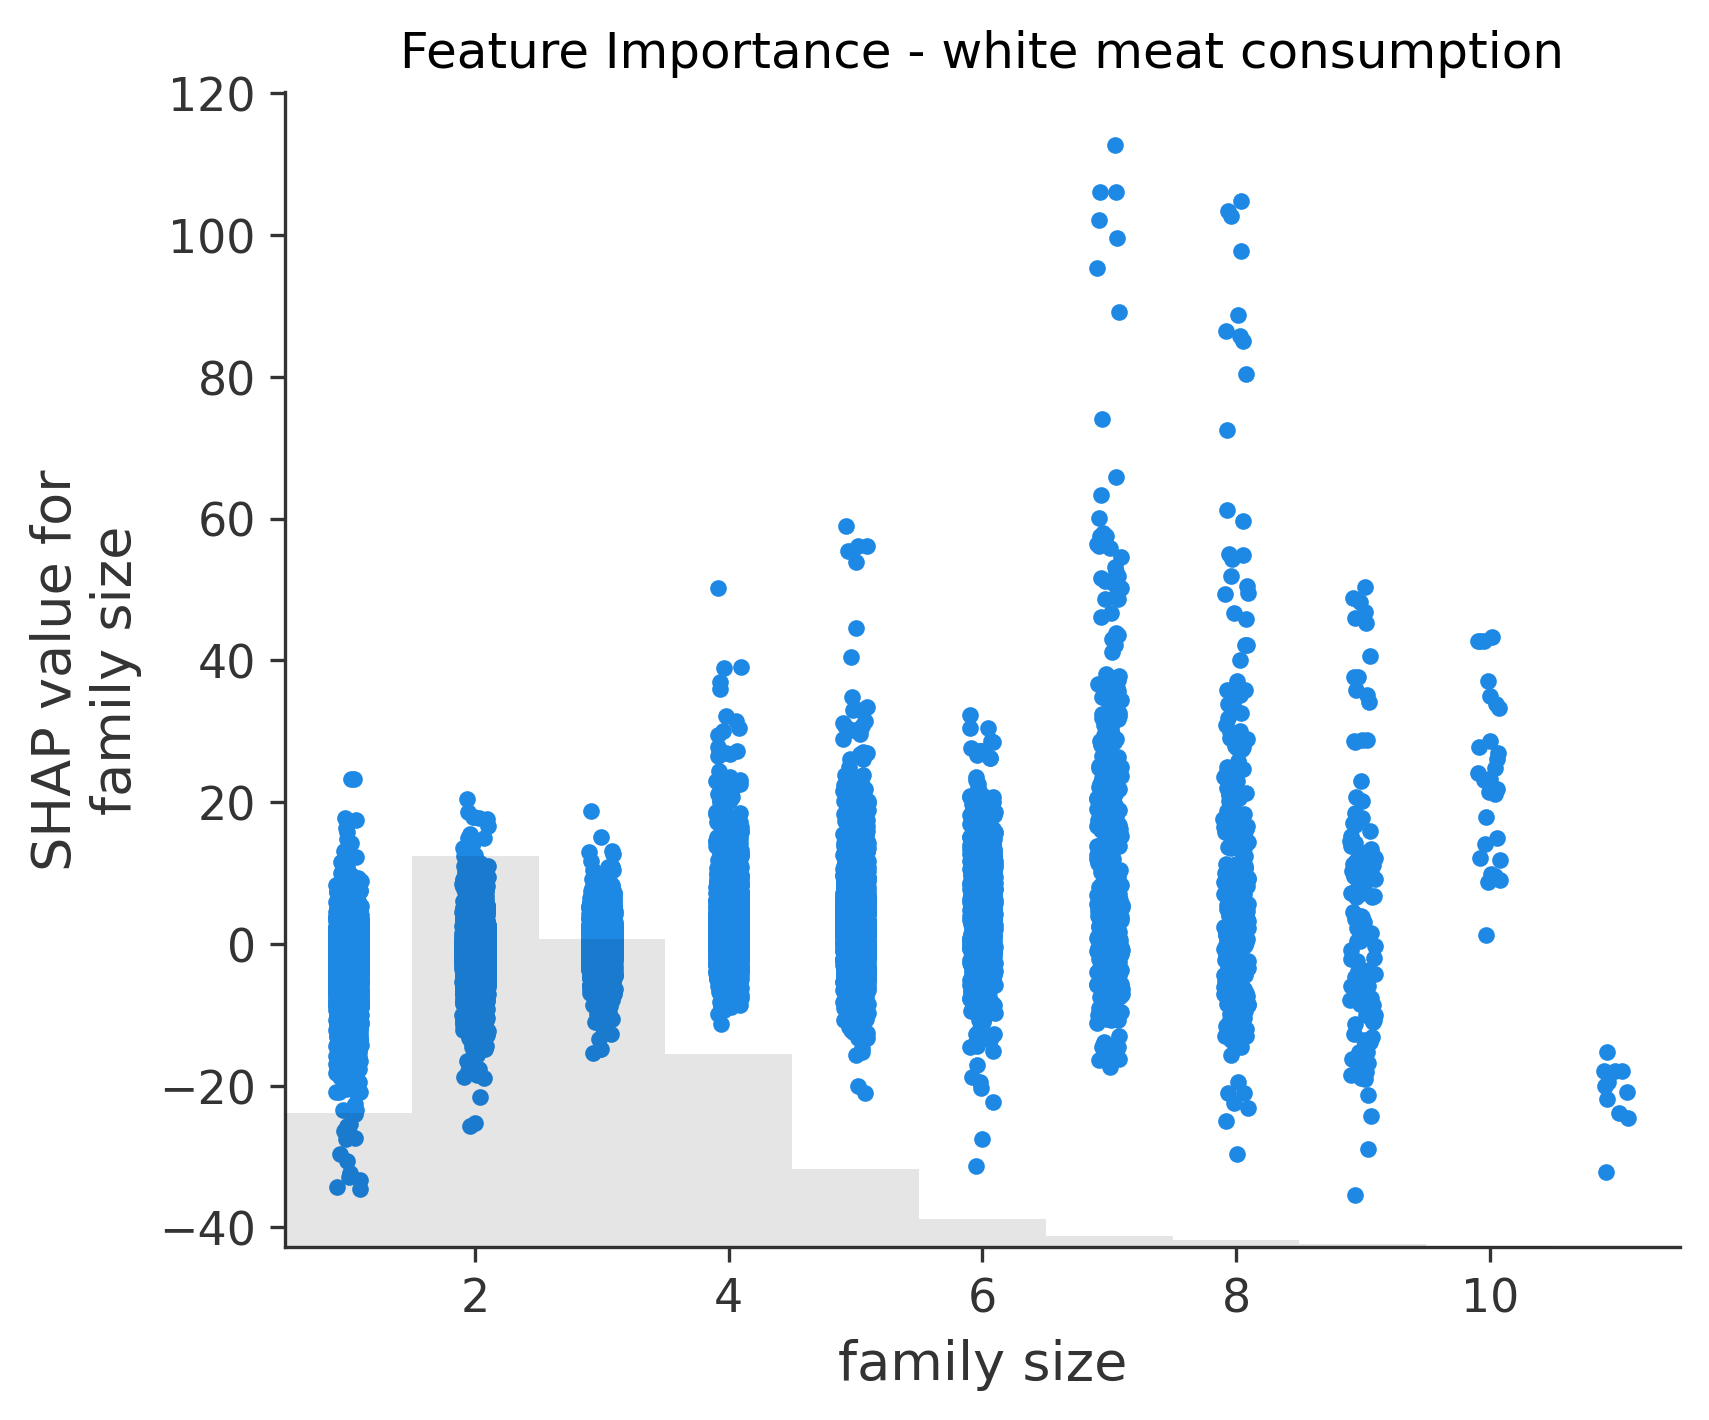 Feature Importance - white meat consumption
120
100
80
60
40
20
0
−20
−40
SHAP value for
family size
2 4 6 8 10
family size